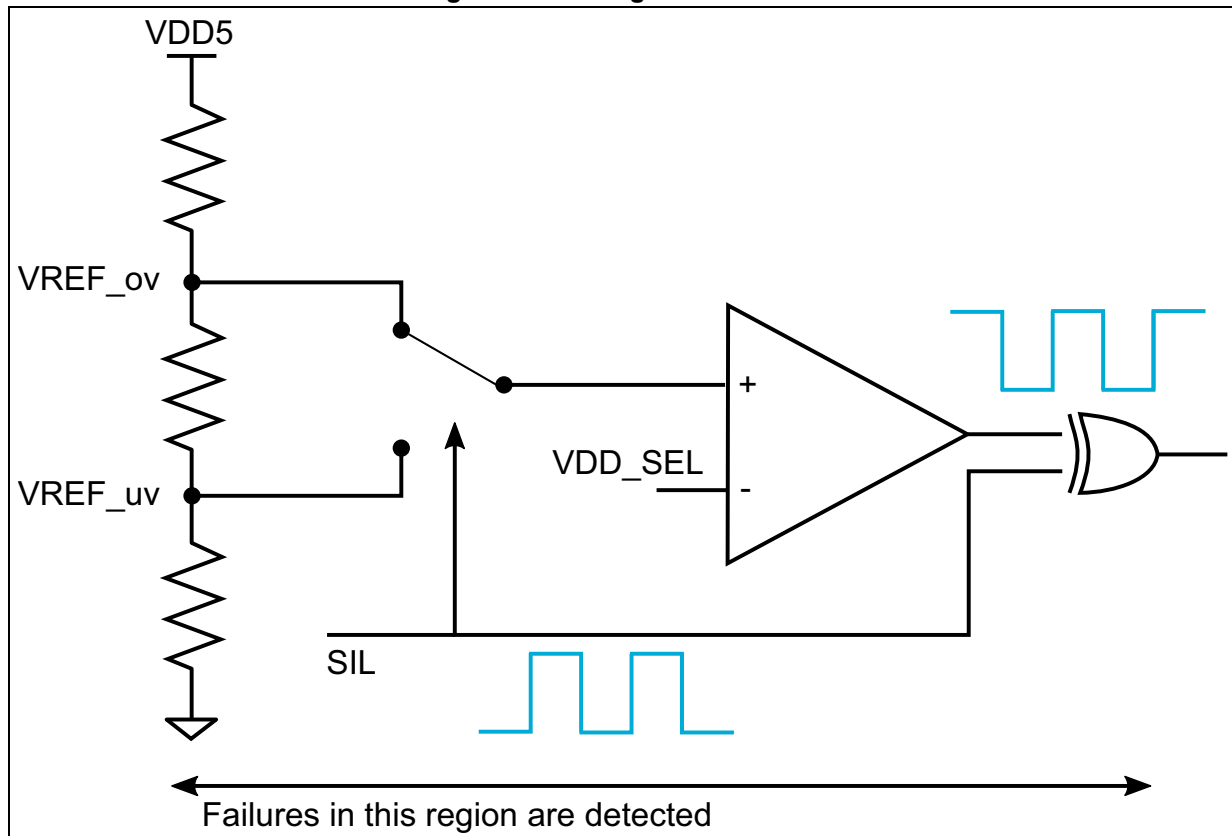 VDD5
VREF_ov
+
VDD_SEL
-
VREF_uv
SIL
Failures in this region are detected